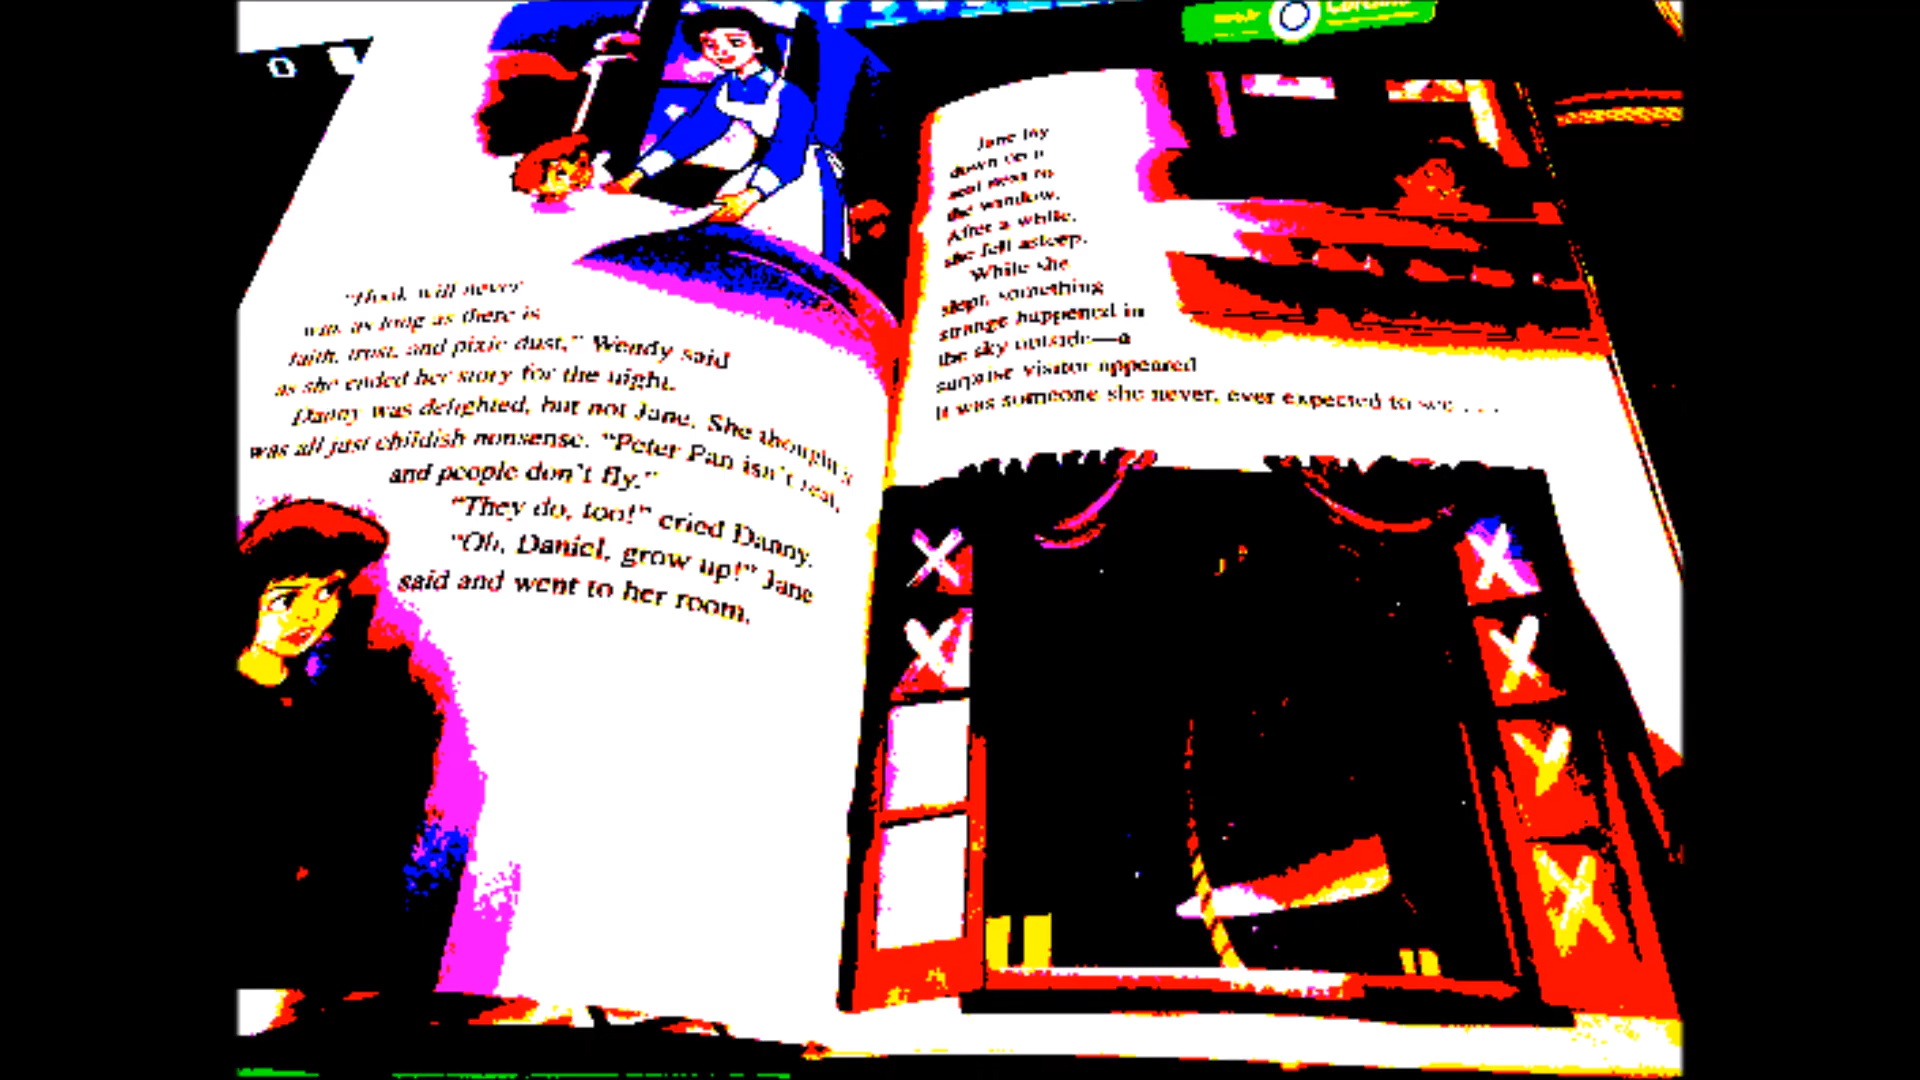 "Hook will never
win, as long as there is
faith, trust, and pixie dust," Wendy said
as she ended her story for the night.
Danny was delighted, but not Jane. She thought it
was all just childish nonsense. "Peter Pan isn't real,
and people don't fly."
"They do, too!" cried Danny.
"Oh, Daniel, grow up!" Jane
said and went to her room.
Jane lay
down on a
seat next to
the window.
After a while,
she fell asleep.
While she
slept, something
strange happened in
the sky outside—a
surprise visitor appeared
It was someone she never, ever expected to see . . .